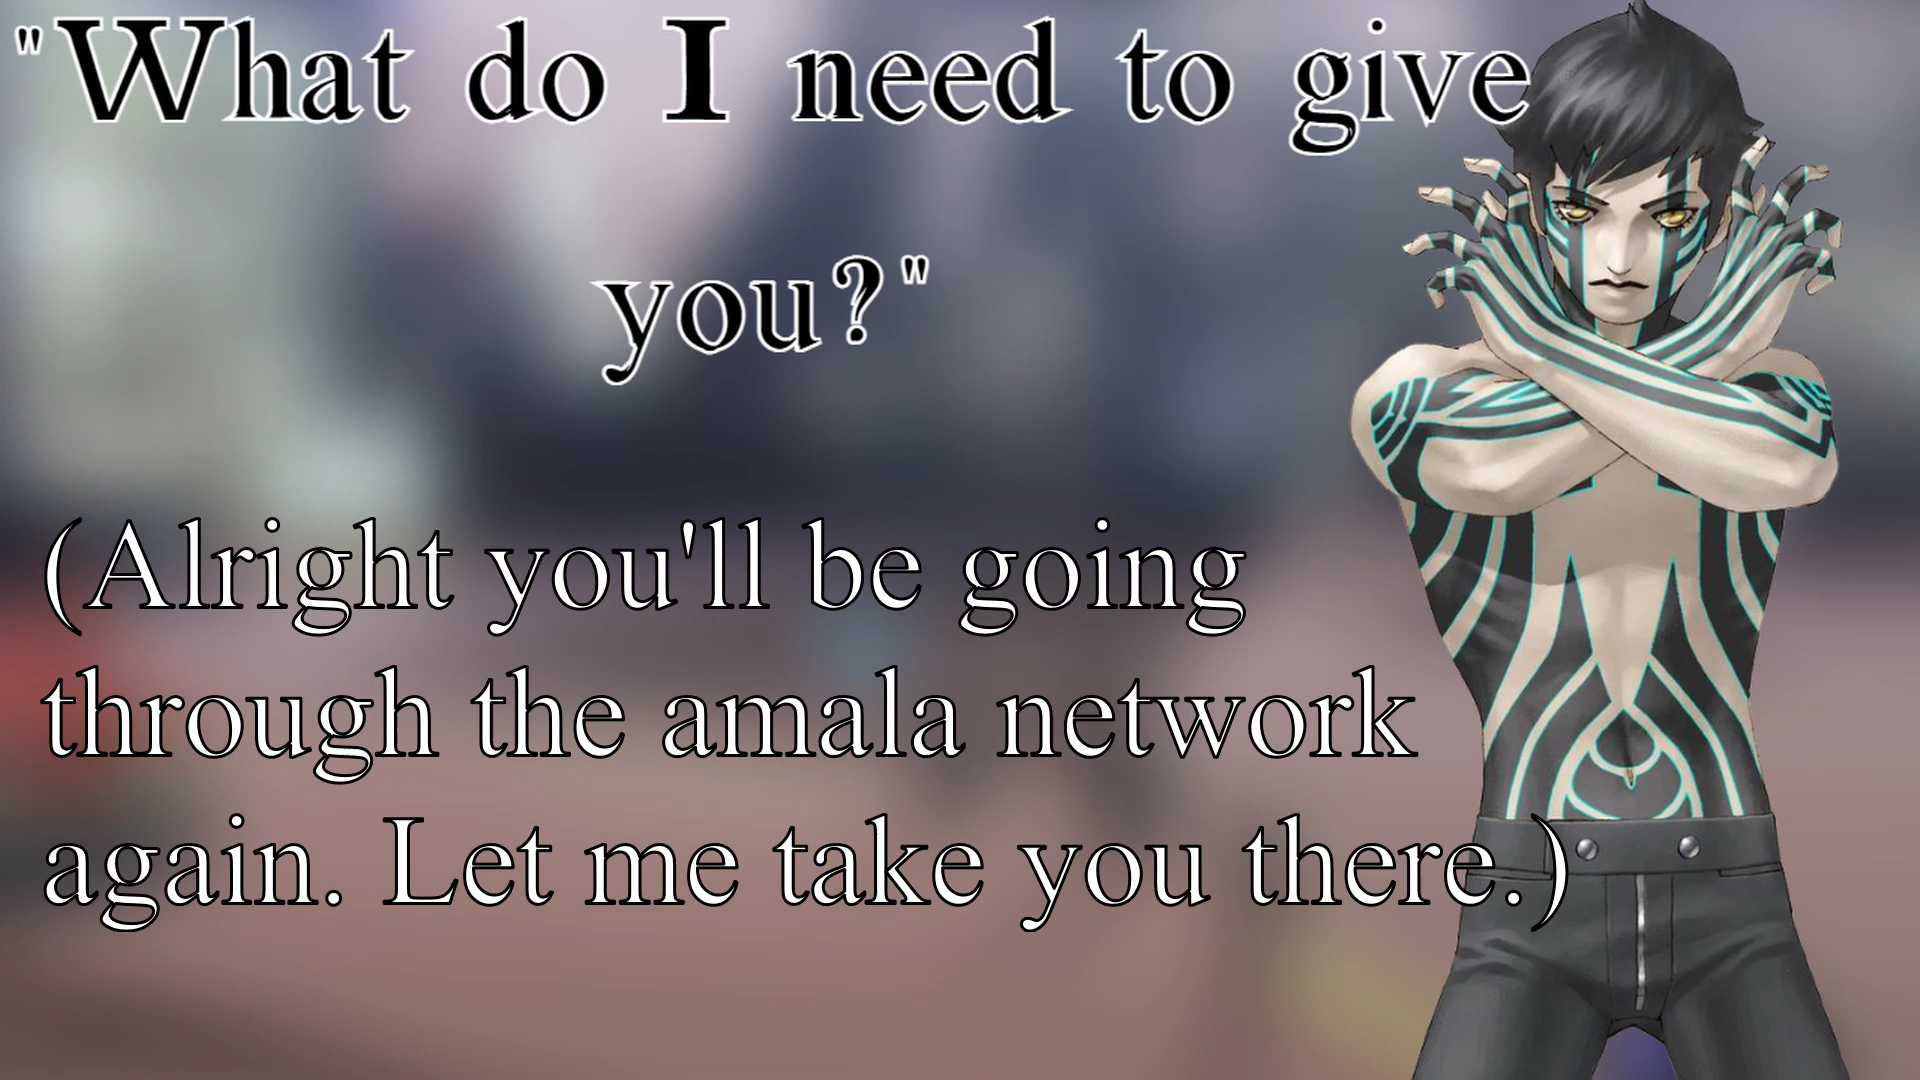 "What do I need to give
you?"
(Alright you'll be going
through the amala network
again. Let me take you there.)